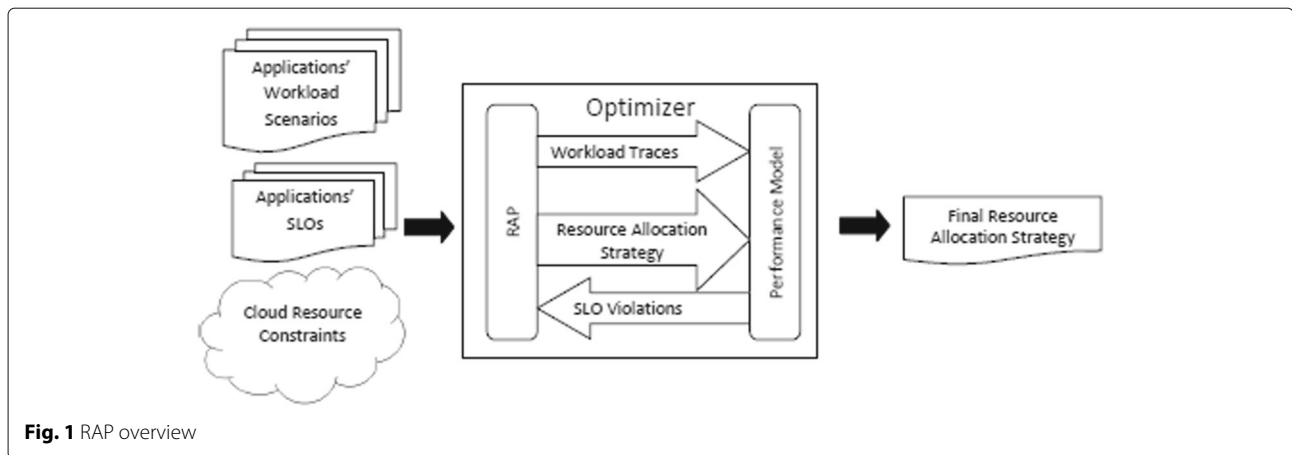 Applications'
Workload
Scenarios
Applications'
SLOs
Cloud Resource
Constraints
Optimizer
RAP
Workload Traces
Resource Allocation
Strategy
SLO Violations
Performance Model
Final Resource
Allocation Strategy
Fig. 1 RAP overview